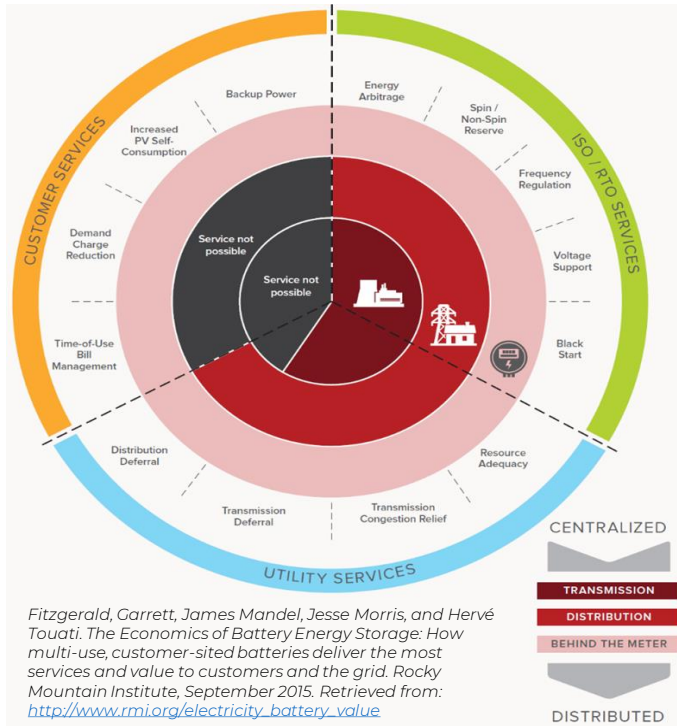 CUSTOMER SERVICES
ISO / RTO SERVICES
UTILITY SERVICES
Backup Power
Increased
PV Self-
Consumption
Demand
Charge
Reduction
Time-of-Use
Bill
Management
Energy
Arbitrage
Spin /
Non-Spin
Reserve
Frequency
Regulation
Voltage
Support
Black
Start
Resource
Adequacy
Transmission
Congestion Relief
Transmission
Deferral
Distribution
Deferral
Service not
possible
Service not
possible
CENTRALIZED
TRANSMISSION
DISTRIBUTION
BEHIND THE METER
DISTRIBUTED
Fitzgerald, Garrett, James Mandel, Jesse Morris, and Hervé
Touati. The Economics of Battery Energy Storage: How
multi-use, customer-sited batteries deliver the most
services and value to customers and the grid. Rocky
Mountain Institute, September 2015. Retrieved from:
http://www.rmi.org/electricity_battery_value